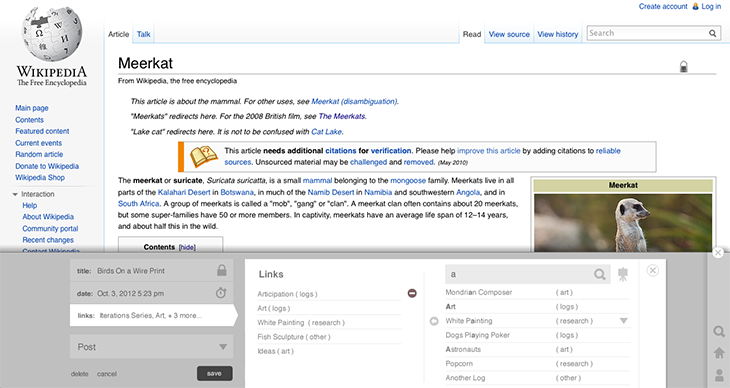 Create account Log in
WIKIPEDIA
The Free Encyclopedia
Article Talk Read View source View history Search
Meerkat
From Wikipedia, the free encyclopedia
This article is about the mammal. For other uses, see Meerkat (disambiguation).
"Meerkat" redirects here. For the 2008 British film, see The Meerkats.
"Lake cat" redirects here. It is not to be confused with Cat Lake.
This article needs additional citations for verification. Please help improve this article by adding citations to reliable
sources. Unsourced material may be challenged and removed. (May 2010)
The meerkat or suricate, Suricata suricatta, is a small mammal belonging to the mongoose family. Meerkats live in all
parts of the Kalahari Desert in Botswana, in much of the Namib Desert in Namibia and southwestern Angola, and in
South Africa. A group of meerkats is called a "mob", "gang" or "clan". A meerkat clan often contains about 20 meerkats,
but some super-families have 50 or more members. In captivity, meerkats have an average life span of 12–14 years,
and about half this in the wild.
Meerkat
Contents [hide]
Main page
Contents
Featured content
Current events
Random article
Donate to Wikipedia
Wikipedia Shop
Interaction
Help
About Wikipedia
Community portal
Recent changes
Contact Wikipedia
title: Birds On a Wire Print
date: Oct. 3, 2012 5:23 pm
links: Iterations Series, Art, + 3 more...
Post
delete cancel save
Links
Articipation ( logs )
Art ( logs )
White Painting ( research )
Fish Sculpture ( other )
Ideas ( art )
a
Mondrian Composer ( art )
Art ( logs )
White Painting ( research )
Dogs Playing Poker ( logs )
Astronauts ( art )
Popcorn ( research )
Another Log ( other )